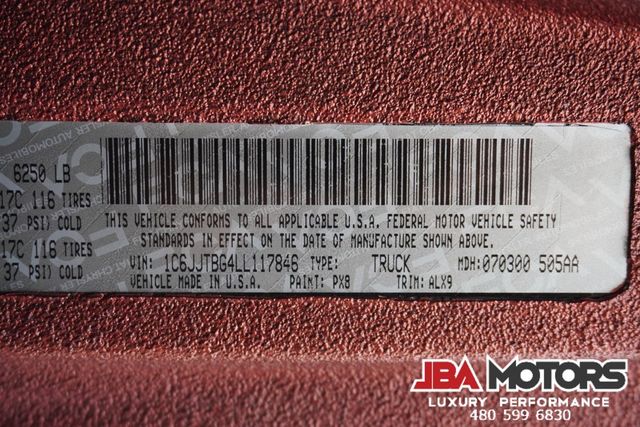 6250 LB
17C 116 TIRES
37 PSI) COLD
17C 116 TIRES
37 PSI) COLD
THIS VEHICLE CONFORMS TO ALL APPLICABLE U.S.A. FEDERAL MOTOR VEHICLE SAFETY
STANDARDS IN EFFECT ON THE DATE OF MANUFACTURE SHOWN ABOVE.
VIN: 1C6JJTBG4LL117846 TYPE: TRUCK MDH:070300 505AA
VEHICLE MADE IN U.S.A. PAINT: PX8 TRIM:ALX9
JBA MOTORS
LUXURY PERFORMANCE
480 599 6830